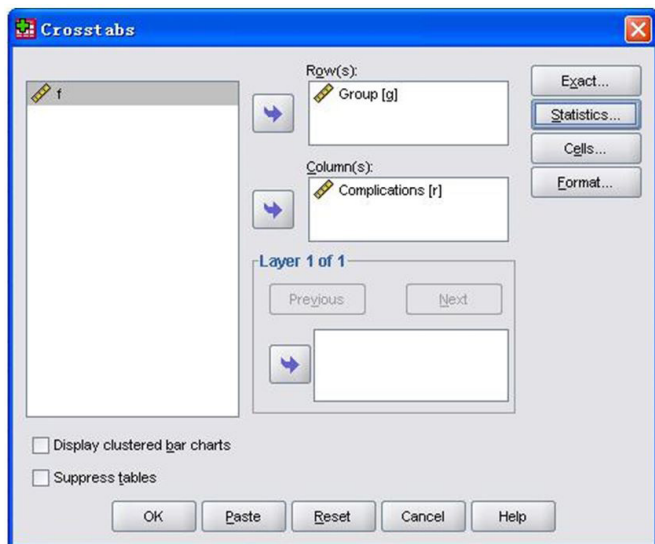 Crosstabs
f
Row(s):
Group [g]
Column(s):
Complications [r]
Layer 1 of 1
Previous
Next
Exact...
Statistics...
Cells...
Format...
Display clustered bar charts
Suppress tables
OK
Paste
Reset
Cancel
Help